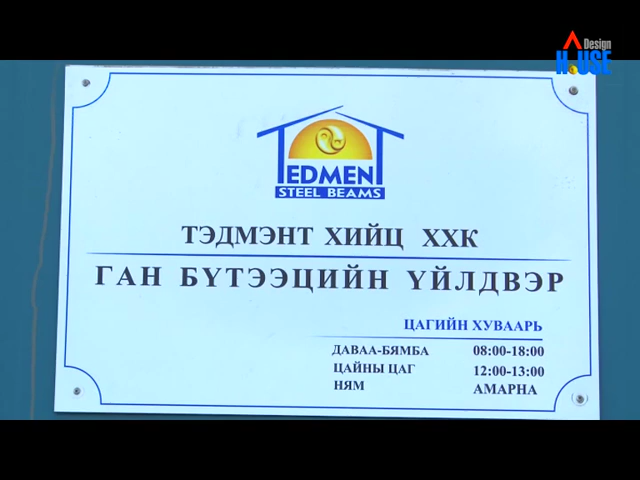 Design
HOUSE
TEDMENT
STEEL BEAMS
ТЭДМЭНТ ХИЙЦ ХХК
ГАН БҮТЭЭЦИЙН ҮЙЛДВЭР
ЦАГИЙН ХУВААРЬ
ДАВАА-БЯМБА 08:00-18:00
ЦАЙНЫ ЦАГ 12:00-13:00
НЯМ АМАРНА